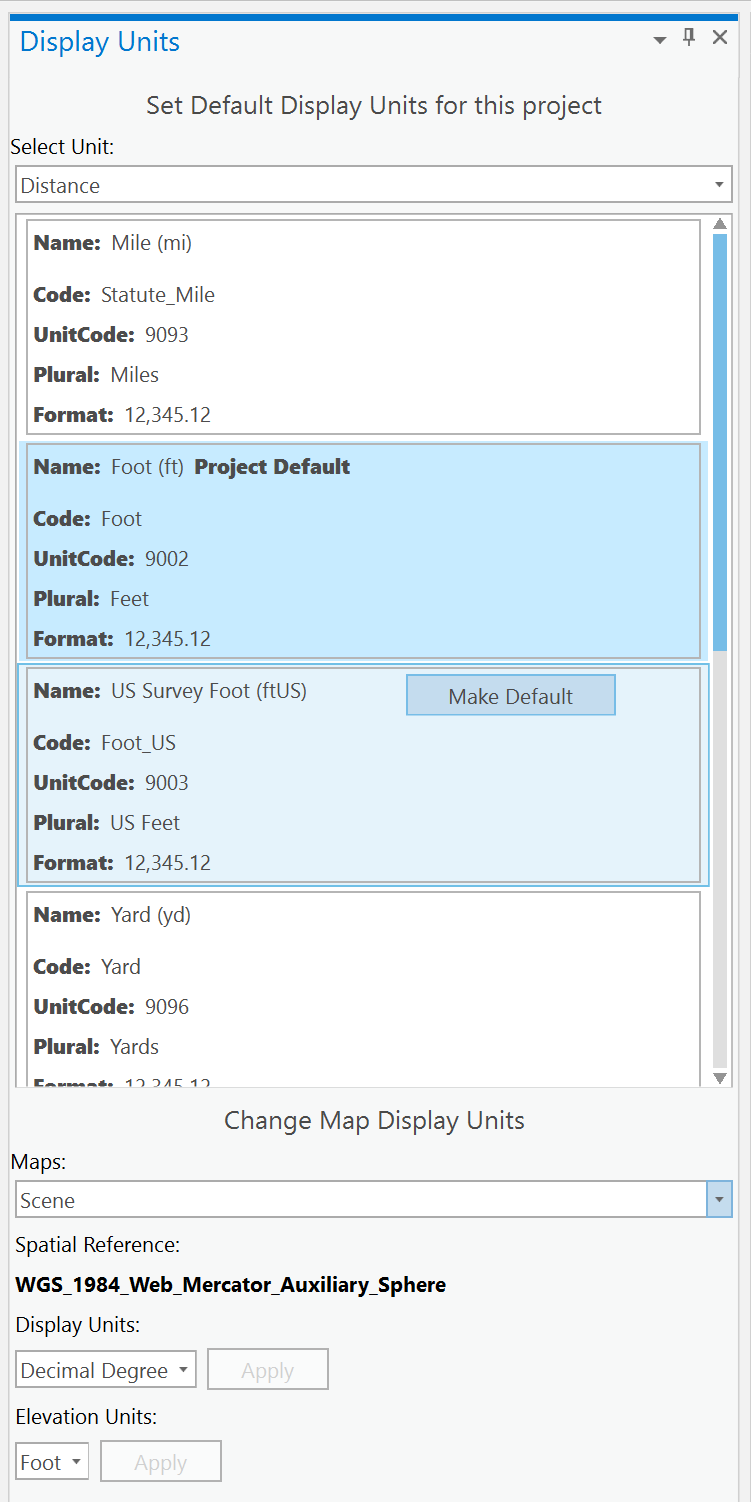 Display Units
Set Default Display Units for this project
Select Unit:
Distance
Name: Mile (mi)
Code: Statute_Mile
UnitCode: 9093
Plural: Miles
Format: 12,345.12
Name: Foot (ft) Project Default
Code: Foot
UnitCode: 9002
Plural: Feet
Format: 12,345.12
Name: US Survey Foot (ftUS) Make Default
Code: Foot_US
UnitCode: 9003
Plural: US Feet
Format: 12,345.12
Name: Yard (yd)
Code: Yard
UnitCode: 9096
Plural: Yards
Format: 12,345.12
Change Map Display Units
Maps:
Scene
Spatial Reference:
WGS_1984_Web_Mercator_Auxiliary_Sphere
Display Units:
Decimal Degree Apply
Elevation Units:
Foot Apply